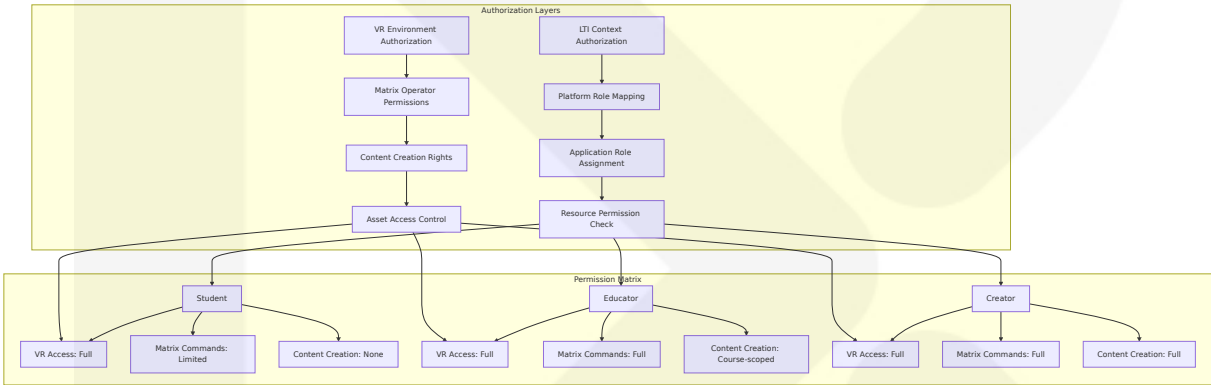 Authorization Layers
VR Environment
Authorization
LTI Context
Authorization
Matrix Operator
Permissions
Platform Role Mapping
Content Creation Rights
Application Role
Assignment
Asset Access Control
Resource Permission
Check
Permission Matrix
Student
Educator
Creator
VR Access: Full
Matrix Commands:
Limited
Content Creation: None
VR Access: Full
Matrix Commands: Full
Content Creation:
Course-scoped
VR Access: Full
Matrix Commands: Full
Content Creation: Full